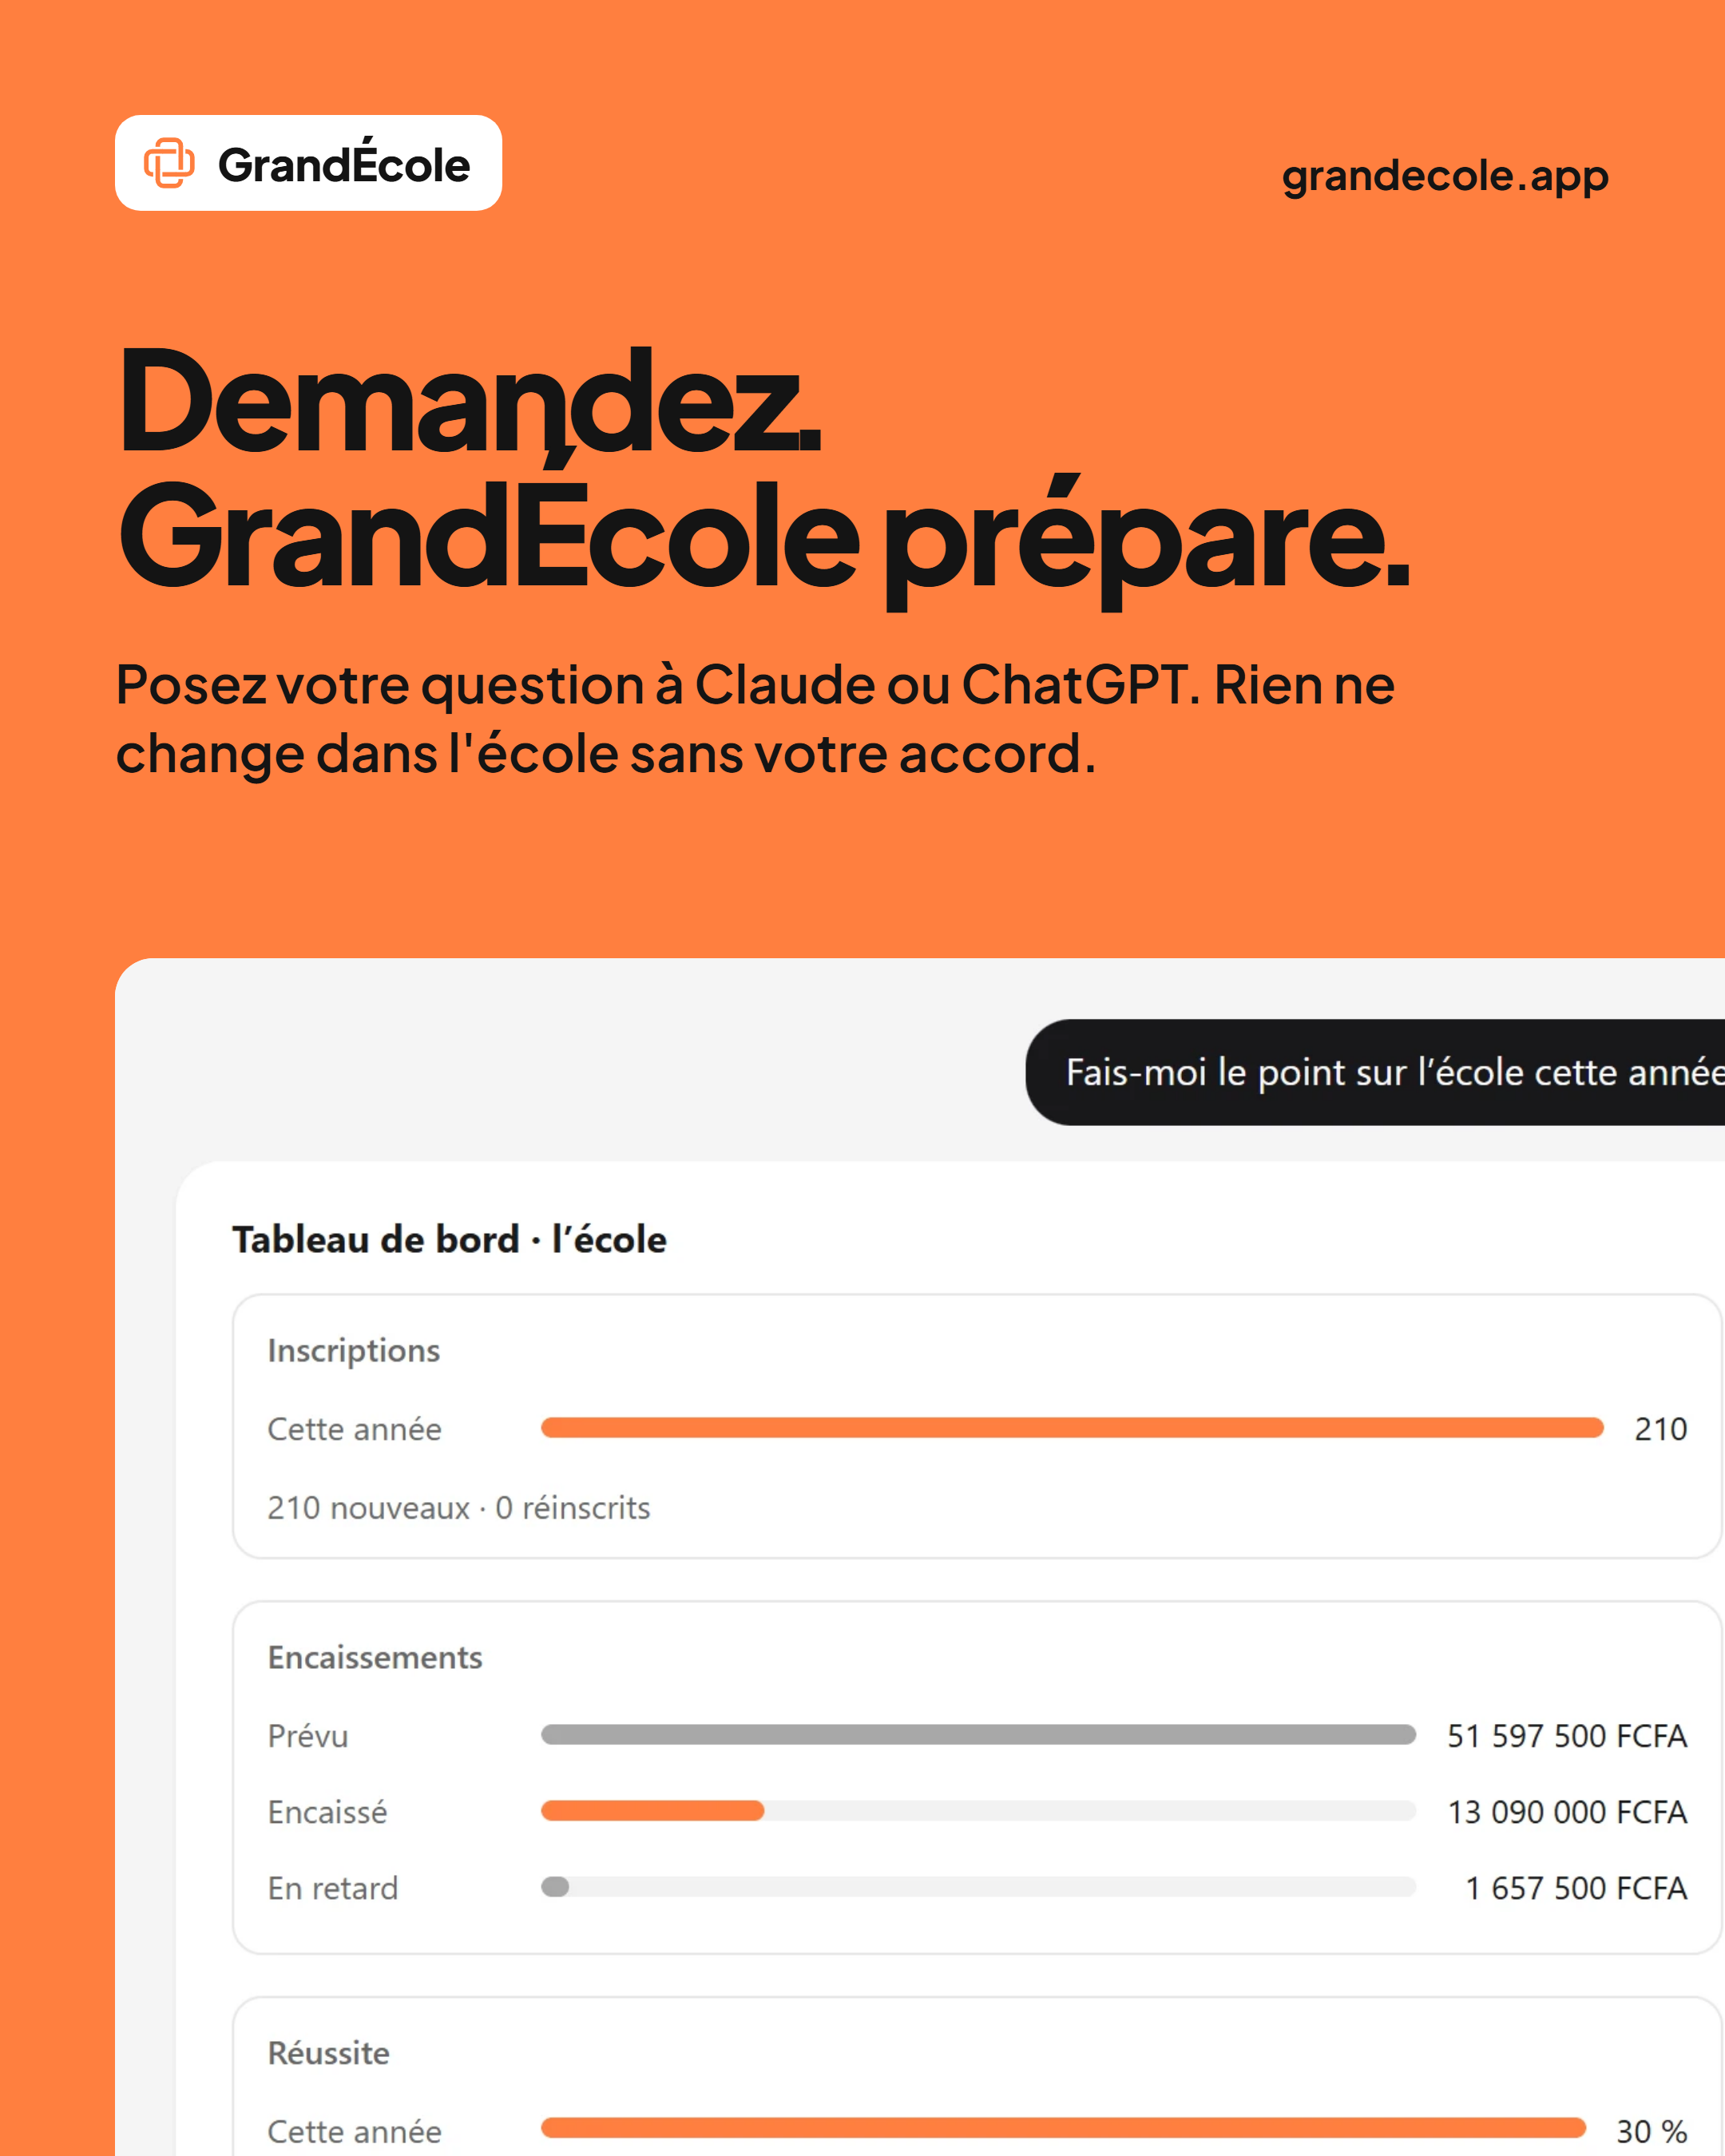 GrandÉcole
grandecole.app
Demandez.
GrandÉcole prépare.
Posez votre question à Claude ou ChatGPT. Rien ne
change dans l'école sans votre accord.
Fais-moi le point sur l’école cette année
Tableau de bord · l’école
Inscriptions
Cette année 210
210 nouveaux · 0 réinscrits
Encaissements
Prévu 51 597 500 FCFA
Encaissé 13 090 000 FCFA
En retard 1 657 500 FCFA
Réussite
Cette année 30 %